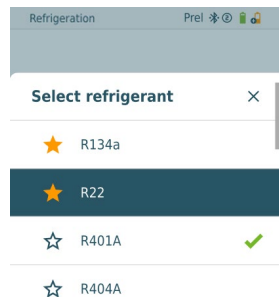 Refrigeration Prel
Select refrigerant
R134a
R22
R401A
R404A